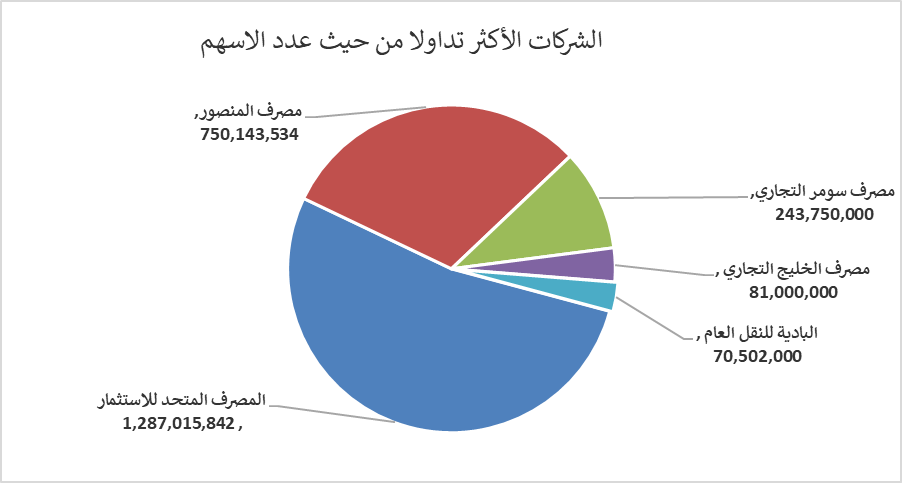 الشركات الأكثر تداولا من حيث عدد الاسهم
مصرف المنصور,
750,143,534
مصرف سومر التجاري,
243,750,000
مصرف الخليج التجاري ,
81,000,000
البادية للنقل العام ,
70,502,000
المصرف المتحد للاستثمار
, 1,287,015,842